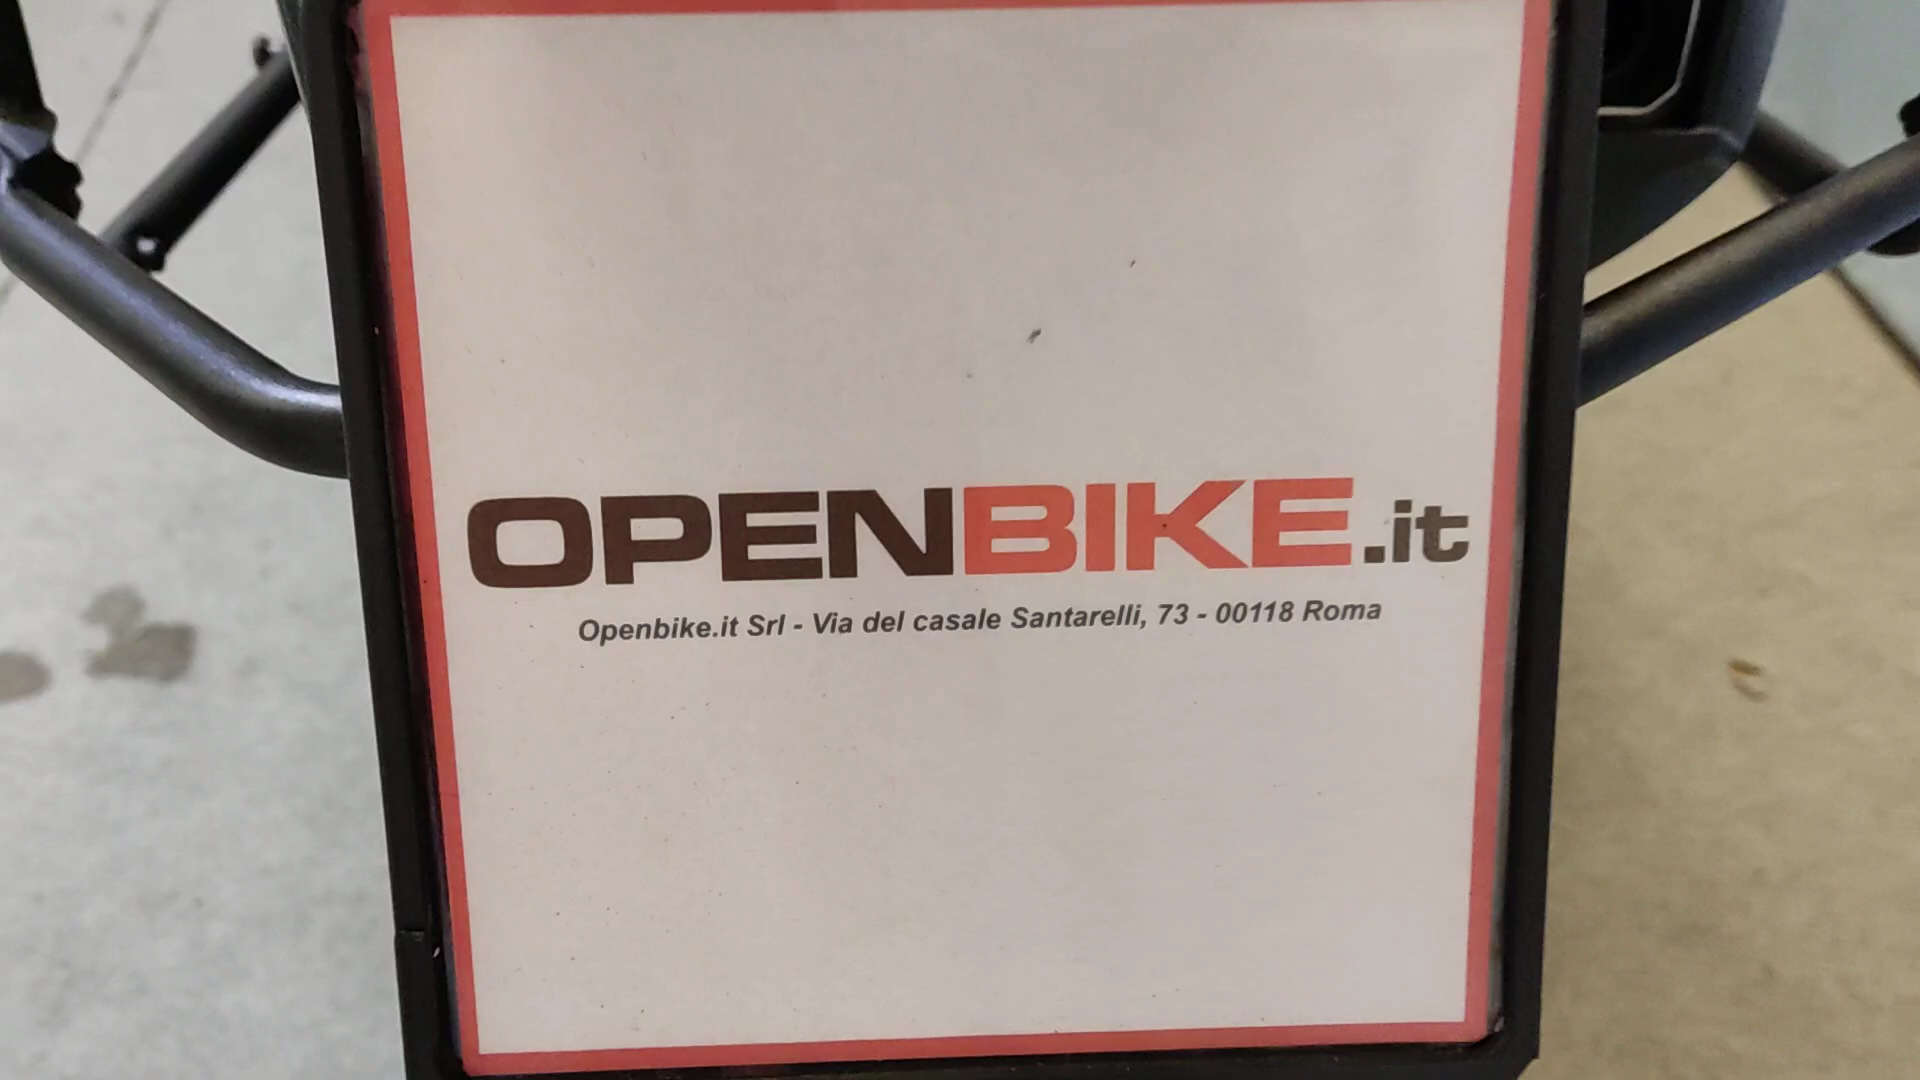 OPENBIKE.it
Openbike.it Srl - Via del casale Santarelli, 73 - 00118 Roma